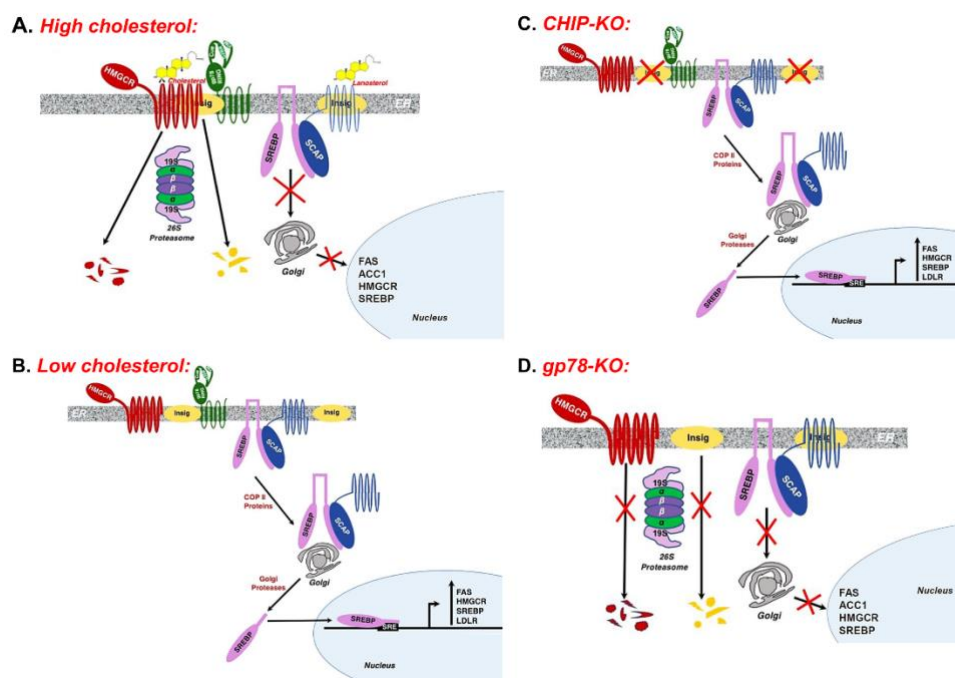 A. High cholesterol:
HMGCR
Cholesterol
Lanosterol
Insig
Insig
ER
SREBP
SCAP
19S
α
β
β
α
19S
26S
Proteasome
Golgi
FAS
ACC1
HMGCR
SREBP
Nucleus
B. Low cholesterol:
HMGCR
ER
Insig
Insig
SREBP
SCAP
COP II
Proteins
SREBP
SCAP
Golgi
Golgi
Proteases
SREBP
SREBP
SRE
FAS
HMGCR
SREBP
LDLR
Nucleus
C. CHIP-KO:
HMGCR
ER
Insig
Insig
SREBP
SCAP
COP II
Proteins
SREBP
SCAP
Golgi
Golgi
Proteases
SREBP
SREBP
SRE
FAS
HMGCR
SREBP
LDLR
Nucleus
D. gp78-KO:
HMGCR
Insig
Insig
ER
SREBP
SCAP
19S
α
β
β
α
19S
26S
Proteasome
Golgi
FAS
ACC1
HMGCR
SREBP
Nucleus